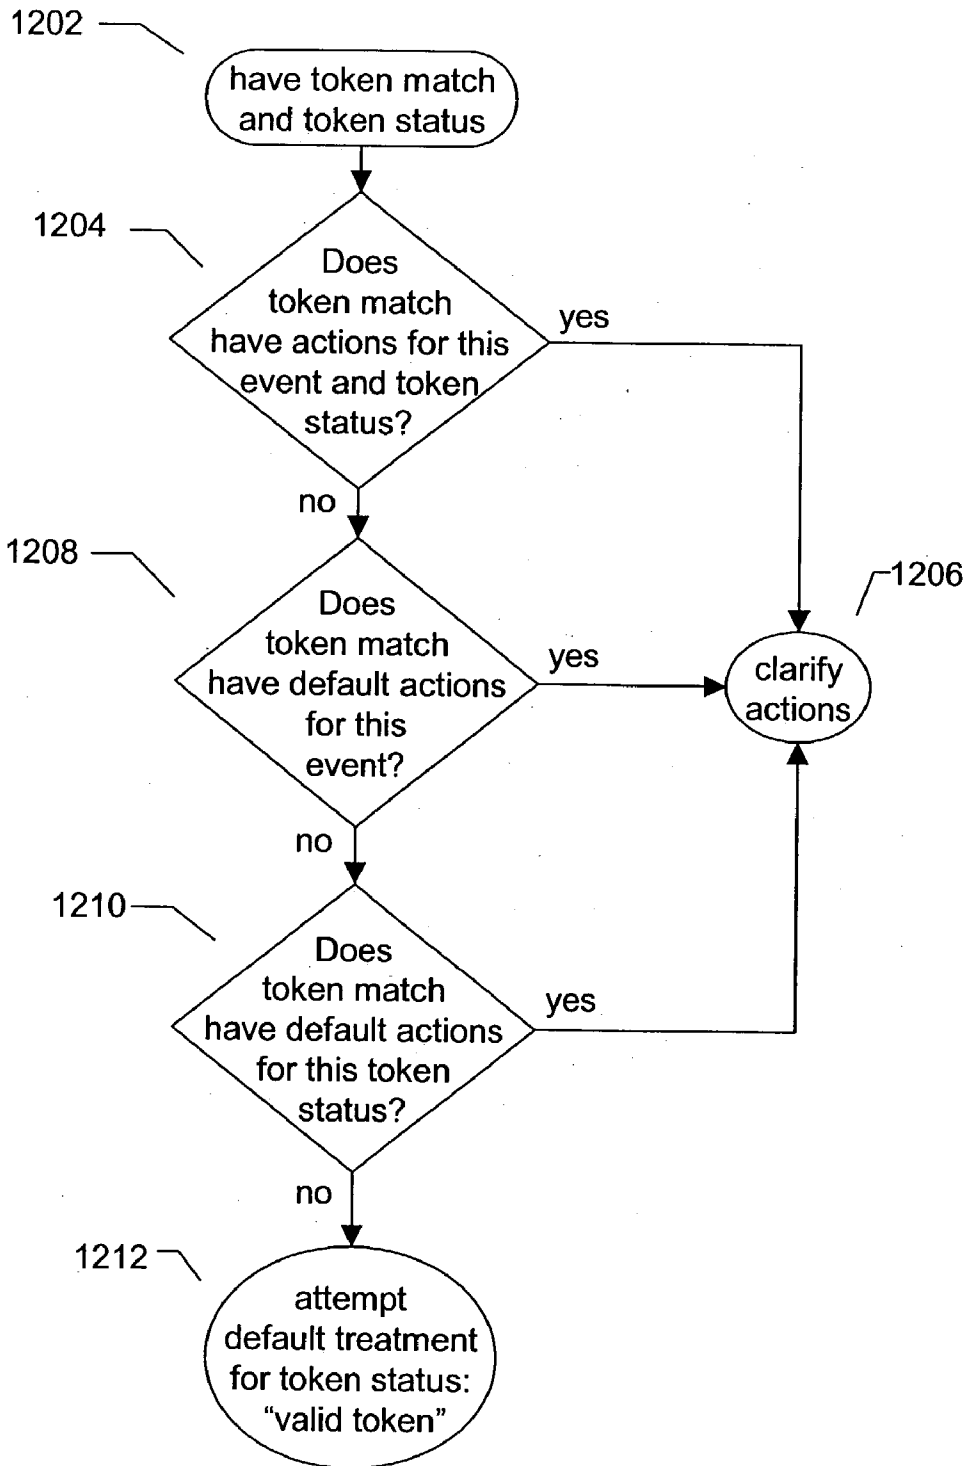 1202
have token match
and token status
1204
Does
token match
have actions for this
event and token
status?
yes
no
1208
Does
token match
have default actions
for this
event?
yes
1206
clarify
actions
no
1210
Does
token match
have default actions
for this token
status?
yes
no
1212
attempt
default treatment
for token status:
“valid token”